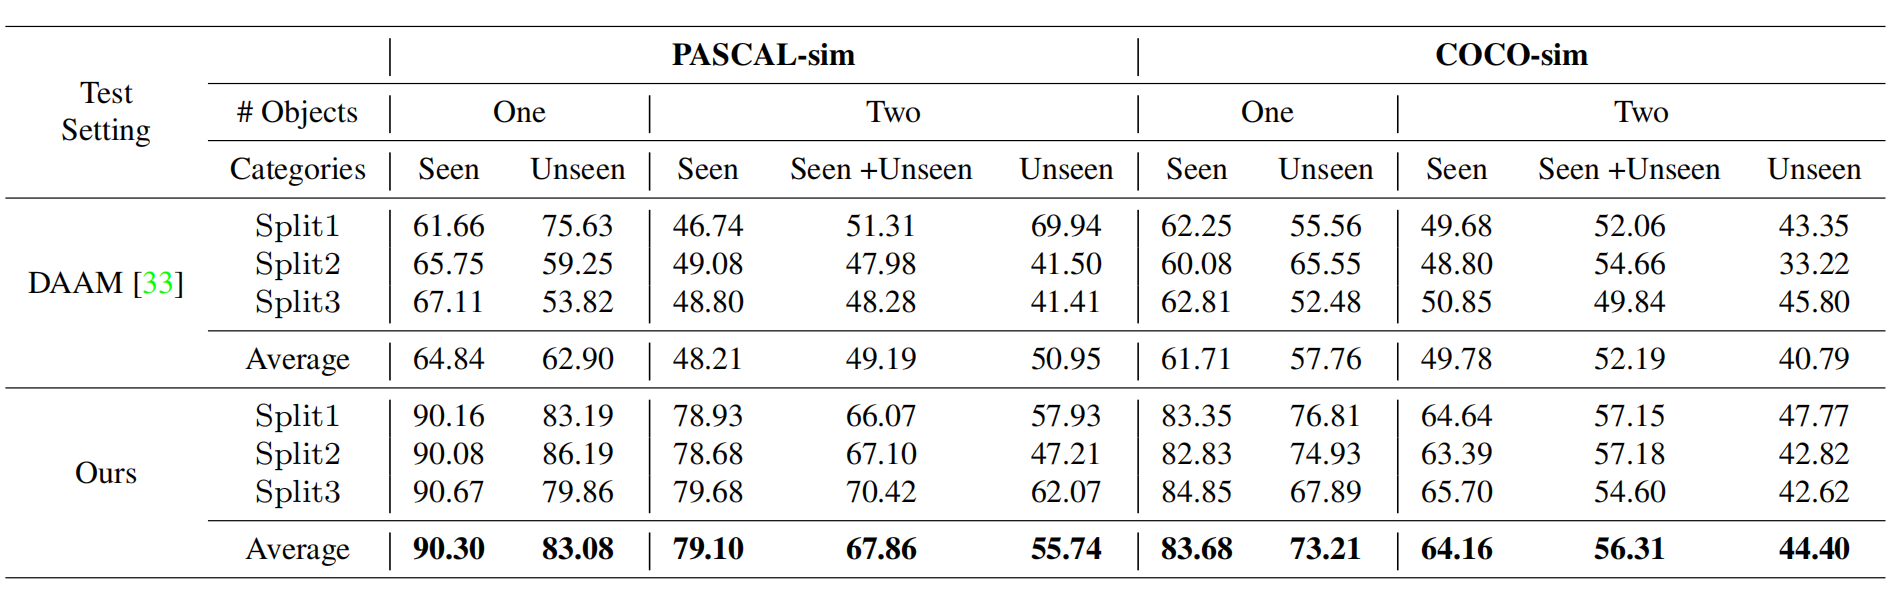 PASCAL-sim COCO-sim
Test Setting # Objects One Two One Two
Categories Seen Unseen Seen Seen +Unseen Unseen Seen Unseen Seen Seen +Unseen Unseen
DAAM [33]
Split1 61.66 75.63 46.74 51.31 69.94 62.25 55.56 49.68 52.06 43.35
Split2 65.75 59.25 49.08 47.98 41.50 60.08 65.55 48.80 54.66 33.22
Split3 67.11 53.82 48.80 48.28 41.41 62.81 52.48 50.85 49.84 45.80
Average 64.84 62.90 48.21 49.19 50.95 61.71 57.76 49.78 52.19 40.79
Ours
Split1 90.16 83.19 78.93 66.07 57.93 83.35 76.81 64.64 57.15 47.77
Split2 90.08 86.19 78.68 67.10 47.21 82.83 74.93 63.39 57.18 42.82
Split3 90.67 79.86 79.68 70.42 62.07 84.85 67.89 65.70 54.60 42.62
Average 90.30 83.08 79.10 67.86 55.74 83.68 73.21 64.16 56.31 44.40